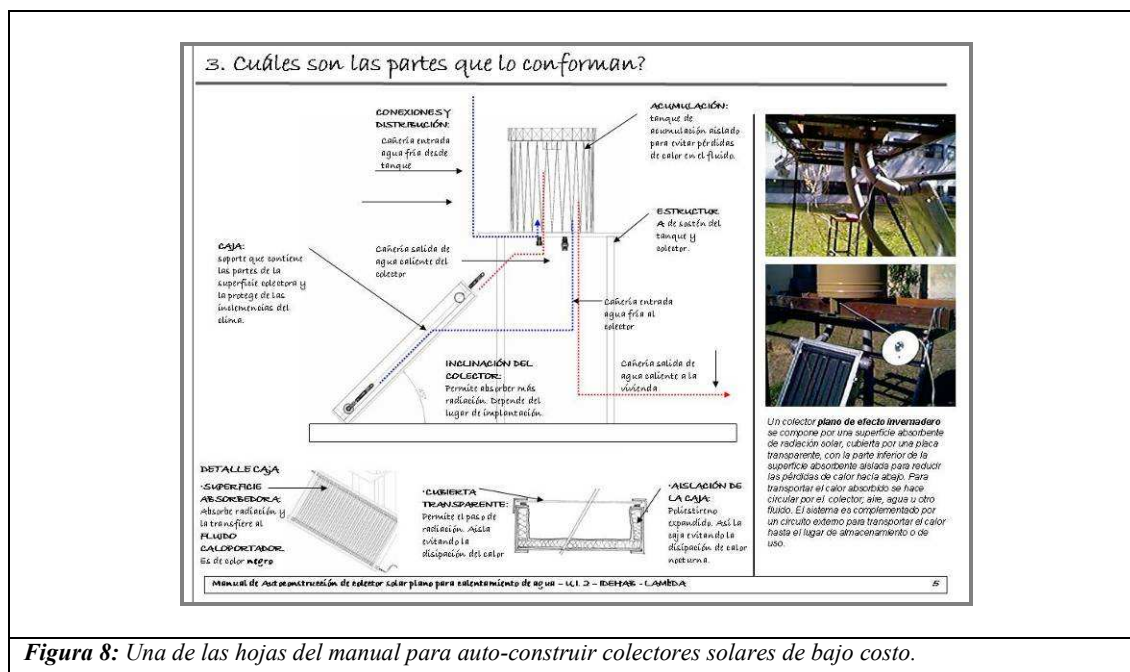 3. Cuáles son las partes que lo conforman?
CONEXIONES Y
DISTRIBUCIÓN:
Cañería entrada
agua fría desde
tanque
ACUMULACIÓN:
tanque de
acumulación aislado
para evitar pérdidas
de calor en el fluido.
ESTRUCTUR
A de sostén del
tanque y
colector.
CAJA:
soporte que contiene
las partes de la
superficie colectora y
la protege de las
inclemencias del
clima.
Cañería salida de
agua caliente del
colector
Cañería entrada
agua fría al
colector
INCLINACIÓN DEL
COLECTOR:
Permite absorber más
radiación. Depende del
lugar de implantación.
Cañería salida de
agua caliente a la
vivienda
Un colector plano de efecto invernadero
se compone por una superficie absorbente
de radiación solar, cubierta por una placa
transparente, con la parte inferior de la
superficie absorbente aislada para reducir
las pérdidas de calor hacia abajo. Para
transportar el calor absorbido se hace
circular por el colector, aire, agua u otro
fluido. El sistema es complementado por
un circuito externo para transportar el calor
hasta el lugar de almacenamiento o de
uso.
DETALLE CAJA
·SUPERFICIE
ABSORBEDORA:
Absorbe radiación y
la transfiere al
FLUIDO
CALOPORTADOR
Es de color negro
·CUBIERTA
TRANSPARENTE:
Permite el paso de
radiación. Aisla
evitando la
disipación del calor
·AISLACIÓN DE
LA CAJA:
Poliestireno
expandido. Así la
caja evitando la
disipación de calor
nocturna.
Manual de Autoconstrucción de colector solar plano para calentamiento de agua – U.I. 2 – IDEHAB - LAMbDA
5
Figura 8: Una de las hojas del manual para auto-construir colectores solares de bajo costo.